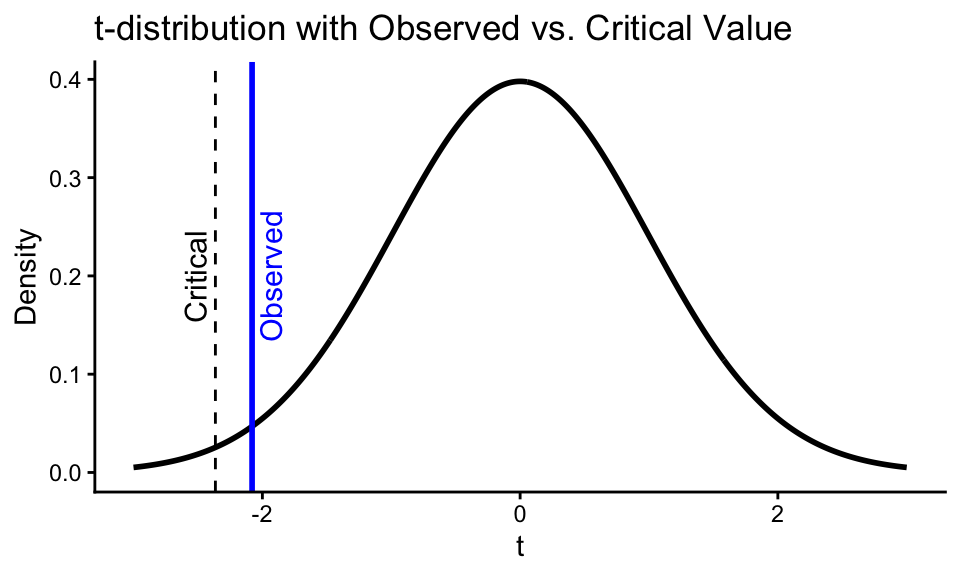 t-distribution with Observed vs. Critical Value
0.4
0.3
0.2
0.1
0.0
Density
Critical
Observed
-2
0
2
t